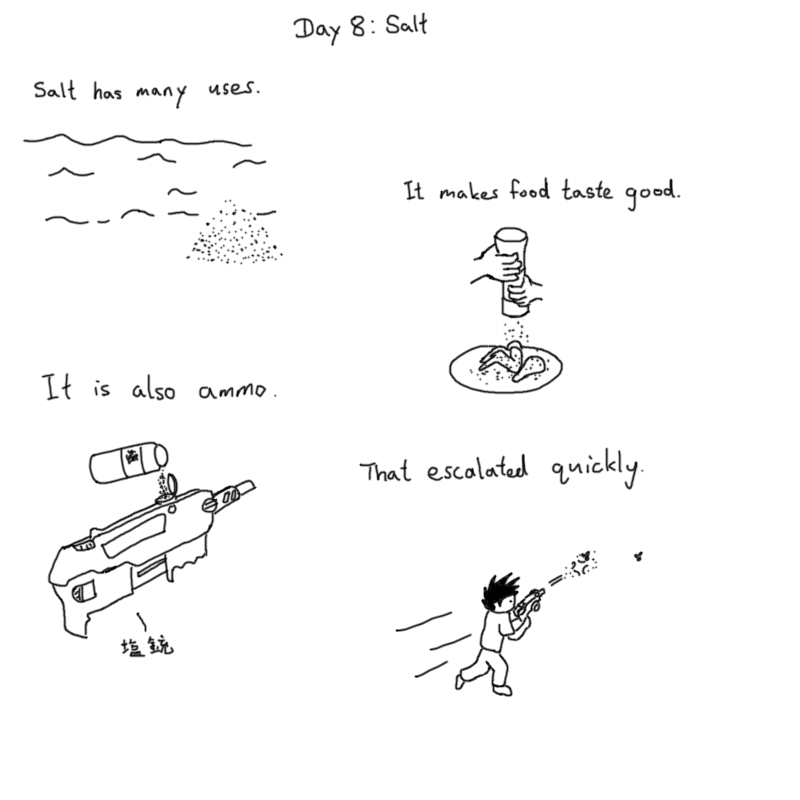 Day 8: Salt
Salt has many uses.
It makes food taste good.
It is also ammo.
塩銃
That escalated quickly.